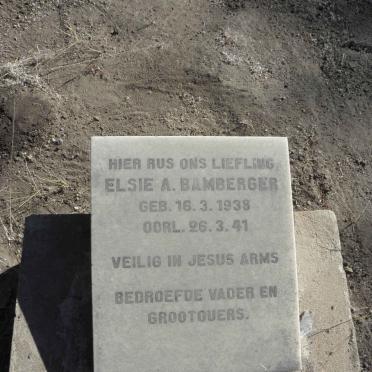 HIER RUS ONS LIEFLING
ELSIE A. BAMBERGER
GEB. 16.3.1938
OORL. 26.3.41
VEILIG IN JESUS ARMS
BEDROEFDE VADER EN
GROOTOUERS.